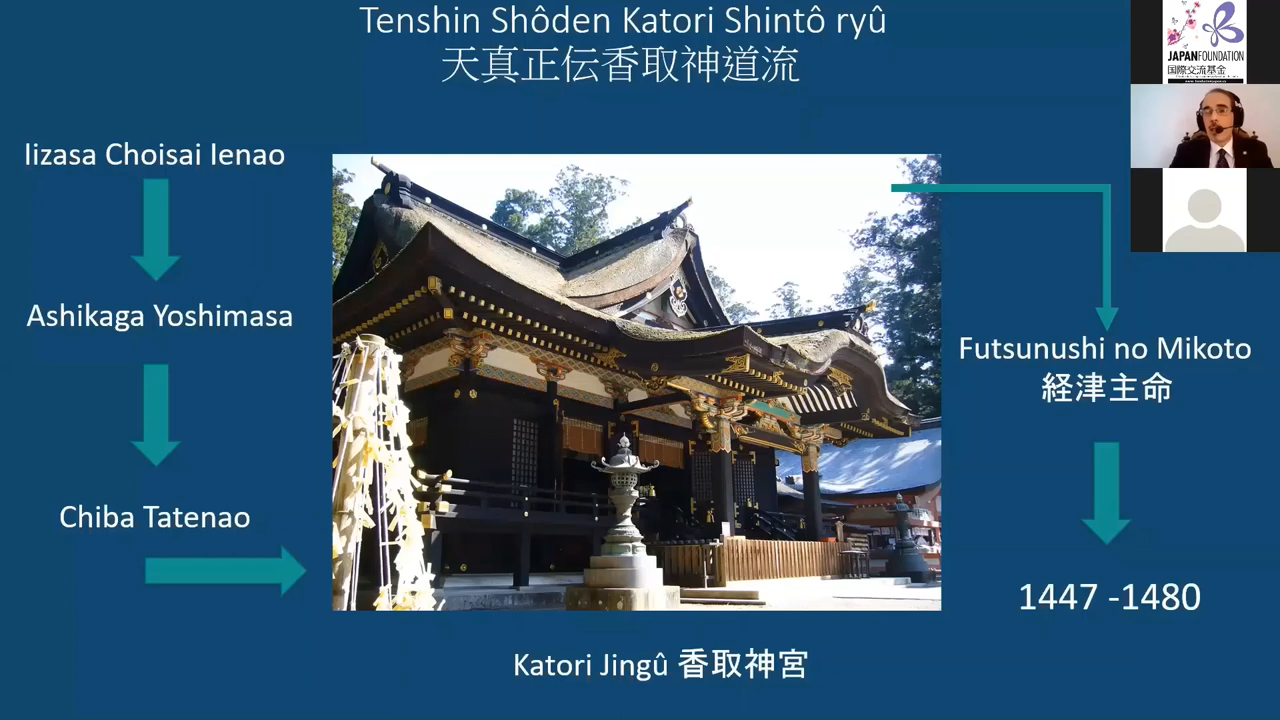 Tenshin Shôden Katori Shintô ryû
天真正伝香取神道流
JAPANFOUNDATION
国際交流基金
Iizasa Choisai Ienao
Ashikaga Yoshimasa
Chiba Tatenao
Futsunushi no Mikoto
経津主命
1447 -1480
Katori Jingû 香取神宮